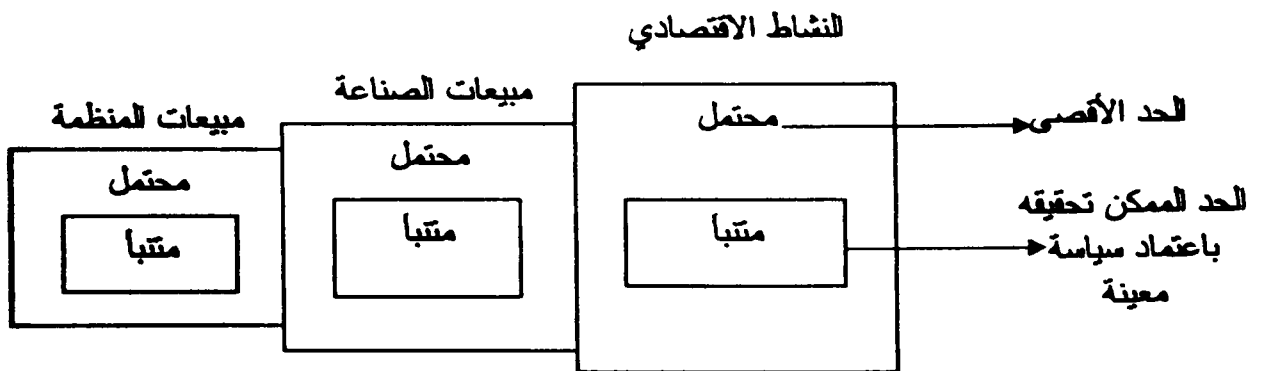 للنشاط الاقتصادي
مبيعات الصناعة
مبيعات المنظمة
محتمل
الحد الأقصى
محتمل
محتمل
متنبأ
الحد الممكن تحقيقه
باعتماد سياسة
معينة
متنبأ
متنبأ